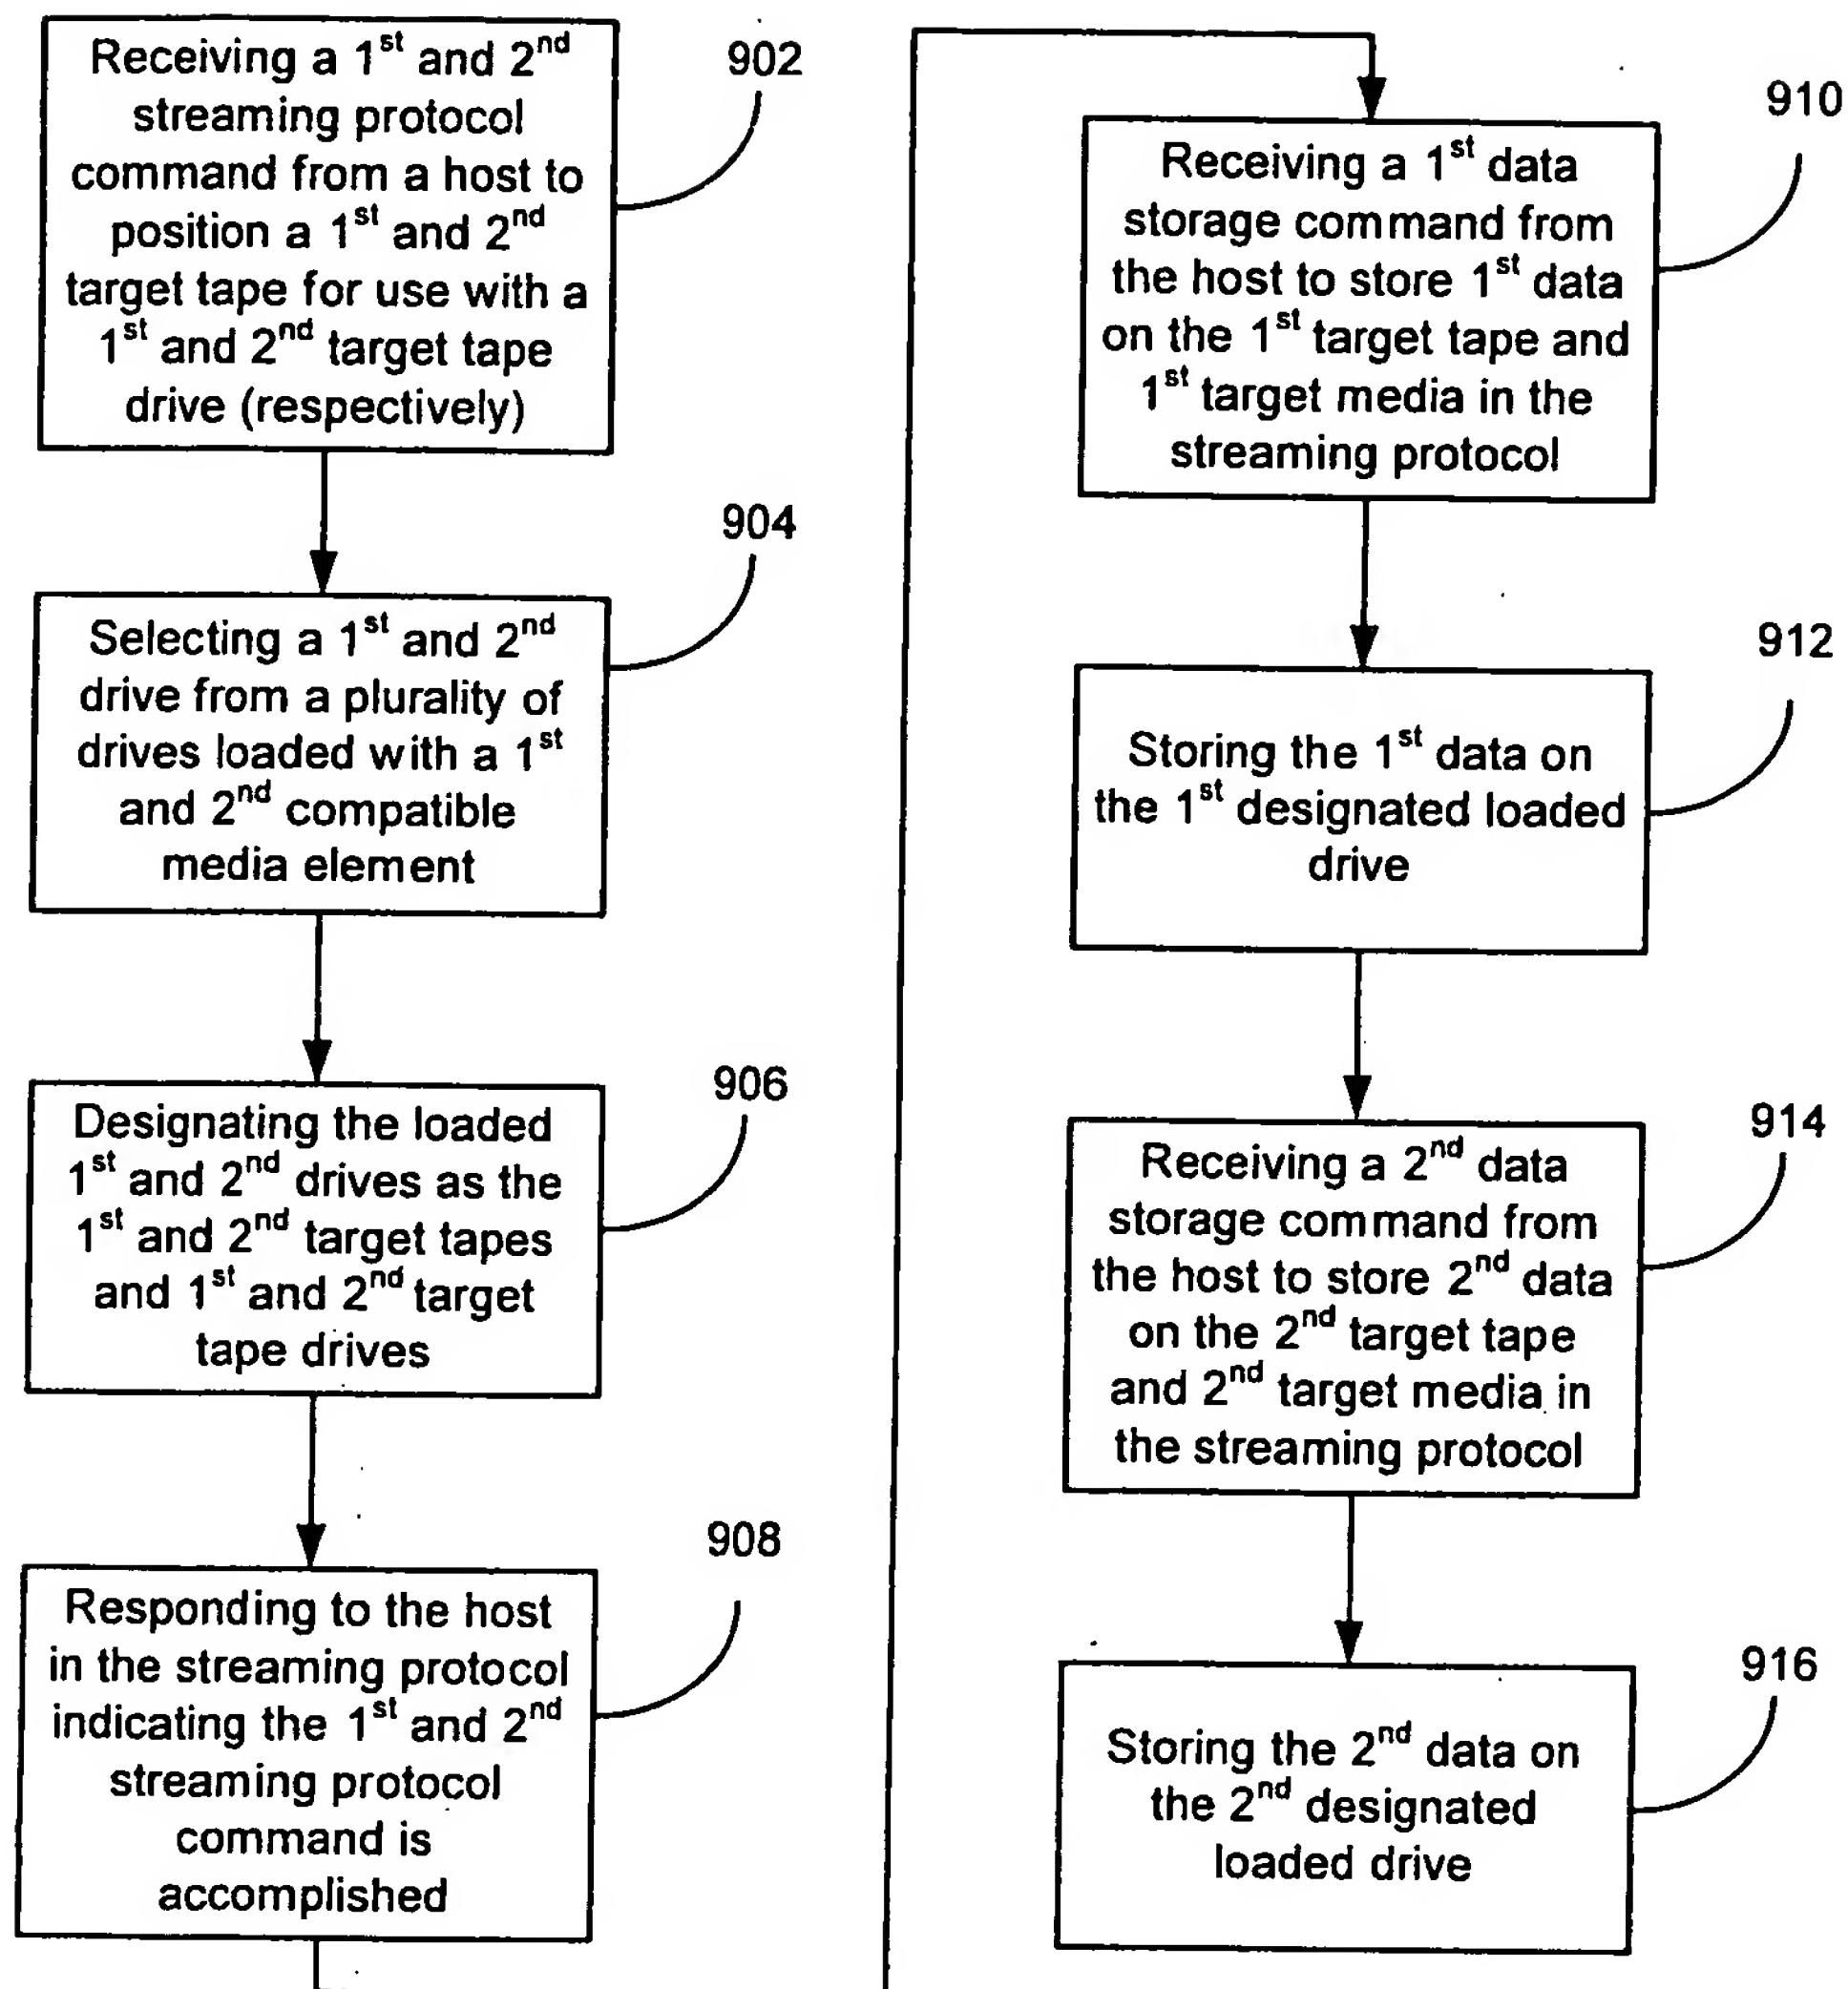 Receiving a 1st and 2nd
streaming protocol
command from a host to
position a 1st and 2nd
target tape for use with a
1st and 2nd target tape
drive (respectively)
902
Selecting a 1st and 2nd
drive from a plurality of
drives loaded with a 1st
and 2nd compatible
media element
904
Designating the loaded
1st and 2nd drives as the
1st and 2nd target tapes
and 1st and 2nd target
tape drives
906
Responding to the host
in the streaming protocol
indicating the 1st and 2nd
streaming protocol
command is
accomplished
908
Receiving a 1st data
storage command from
the host to store 1st data
on the 1st target tape and
1st target media in the
streaming protocol
910
Storing the 1st data on
the 1st designated loaded
drive
912
Receiving a 2nd data
storage command from
the host to store 2nd data
on the 2nd target tape
and 2nd target media in
the streaming protocol
914
Storing the 2nd data on
the 2nd designated
loaded drive
916